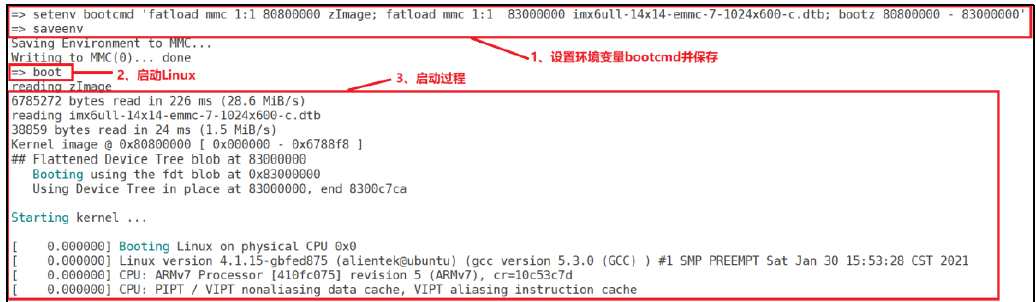 => setenv bootcmd 'fatload mmc 1:1 80800000 zImage; fatload mmc 1:1  83000000 imx6ull-14x14-emmc-7-1024x600-c.dtb; bootz 80800000 - 83000000'
=> saveenv
Saving Environment to MMC...
Writing to MMC(0)... done
1、设置环境变量bootcmd并保存
=> boot
2、启动Linux
3、启动过程
reading zImage
6785272 bytes read in 226 ms (28.6 MiB/s)
reading imx6ull-14x14-emmc-7-1024x600-c.dtb
38859 bytes read in 24 ms (1.5 MiB/s)
Kernel image @ 0x80800000 [ 0x000000 - 0x6788f8 ]
## Flattened Device Tree blob at 83000000
   Booting using the fdt blob at 0x83000000
   Using Device Tree in place at 83000000, end 8300c7ca
Starting kernel ...
[    0.000000] Booting Linux on physical CPU 0x0
[    0.000000] Linux version 4.1.15-gbfed875 (alientek@ubuntu) (gcc version 5.3.0 (GCC) ) #1 SMP PREEMPT Sat Jan 30 15:53:28 CST 2021
[    0.000000] CPU: ARMv7 Processor [410fc075] revision 5 (ARMv7), cr=10c53c7d
[    0.000000] CPU: PIPT / VIPT nonaliasing data cache, VIPT aliasing instruction cache